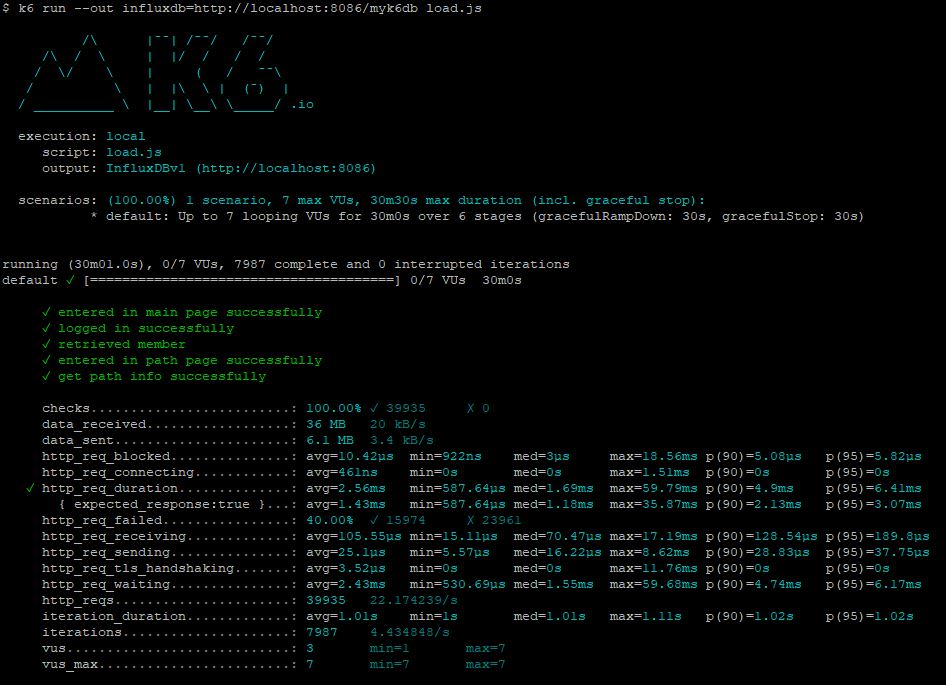 $ k6 run --out influxdb=http://localhost:8086/myk6db load.js
          /\      |‾‾| /‾‾/   /‾‾/
     /\  /  \     |  |/  /   /  /
    /  \/    \    |     (   /   ‾‾\
   /          \   |  |\  \ |  (‾)  |
  / __________ \  |__| \__\ \_____/ .io
execution: local
script: load.js
output: InfluxDBv1 (http://localhost:8086)
scenarios: (100.00%) 1 scenario, 7 max VUs, 30m30s max duration (incl. graceful stop):
* default: Up to 7 looping VUs for 30m0s over 6 stages (gracefulRampDown: 30s, gracefulStop: 30s)
running (30m01.0s), 0/7 VUs, 7987 complete and 0 interrupted iterations
default ✓ [======================================] 0/7 VUs  30m0s
✓ entered in main page successfully
✓ logged in successfully
✓ retrieved member
✓ entered in path page successfully
✓ get path info successfully
checks.........................: 100.00% ✓ 39935     X 0
data_received..................: 36 MB   20 kB/s
data_sent......................: 6.1 MB  3.4 kB/s
http_req_blocked...............: avg=10.42µs  min=922ns    med=3µs     max=18.56ms p(90)=5.08µs   p(95)=5.82µs
http_req_connecting............: avg=461ns    min=0s       med=0s      max=1.51ms  p(90)=0s       p(95)=0s
✓ http_req_duration..............: avg=2.56ms   min=587.64µs med=1.69ms  max=59.79ms p(90)=4.9ms    p(95)=6.41ms
{ expected_response:true }...: avg=1.43ms   min=587.64µs med=1.18ms  max=35.87ms p(90)=2.13ms   p(95)=3.07ms
http_req_failed................: 40.00%  ✓ 15974     X 23961
http_req_receiving.............: avg=105.55µs min=15.11µs  med=70.47µs max=17.19ms p(90)=128.54µs p(95)=189.8µs
http_req_sending...............: avg=25.1µs   min=5.57µs   med=16.22µs max=8.62ms  p(90)=28.83µs  p(95)=37.75µs
http_req_tls_handshaking.......: avg=3.52µs   min=0s       med=0s      max=11.76ms p(90)=0s       p(95)=0s
http_req_waiting...............: avg=2.43ms   min=530.69µs med=1.55ms  max=59.68ms p(90)=4.74ms   p(95)=6.17ms
http_reqs......................: 39935   22.174239/s
iteration_duration.............: avg=1.01s    min=1s       med=1.01s   max=1.11s   p(90)=1.02s    p(95)=1.02s
iterations.....................: 7987    4.434848/s
vus............................: 3       min=1       max=7
vus_max........................: 7       min=7       max=7